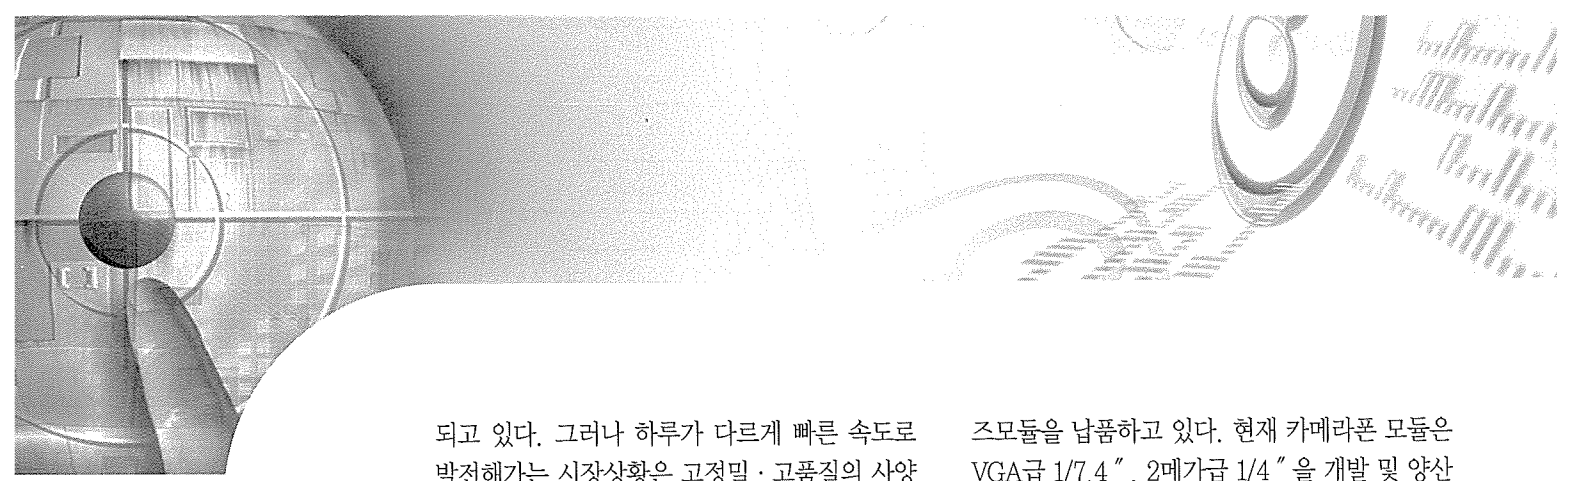 되고 있다. 그러나 하루가 다르게 빠른 속도로
발전해가는 시장상황은 고정밀 · 고품질의 사양
즈모듈을 납품하고 있다. 현재 카메라폰 모듈은
VGA급 1/7.4″, 2메가급 1/4″을 개발 및 양산